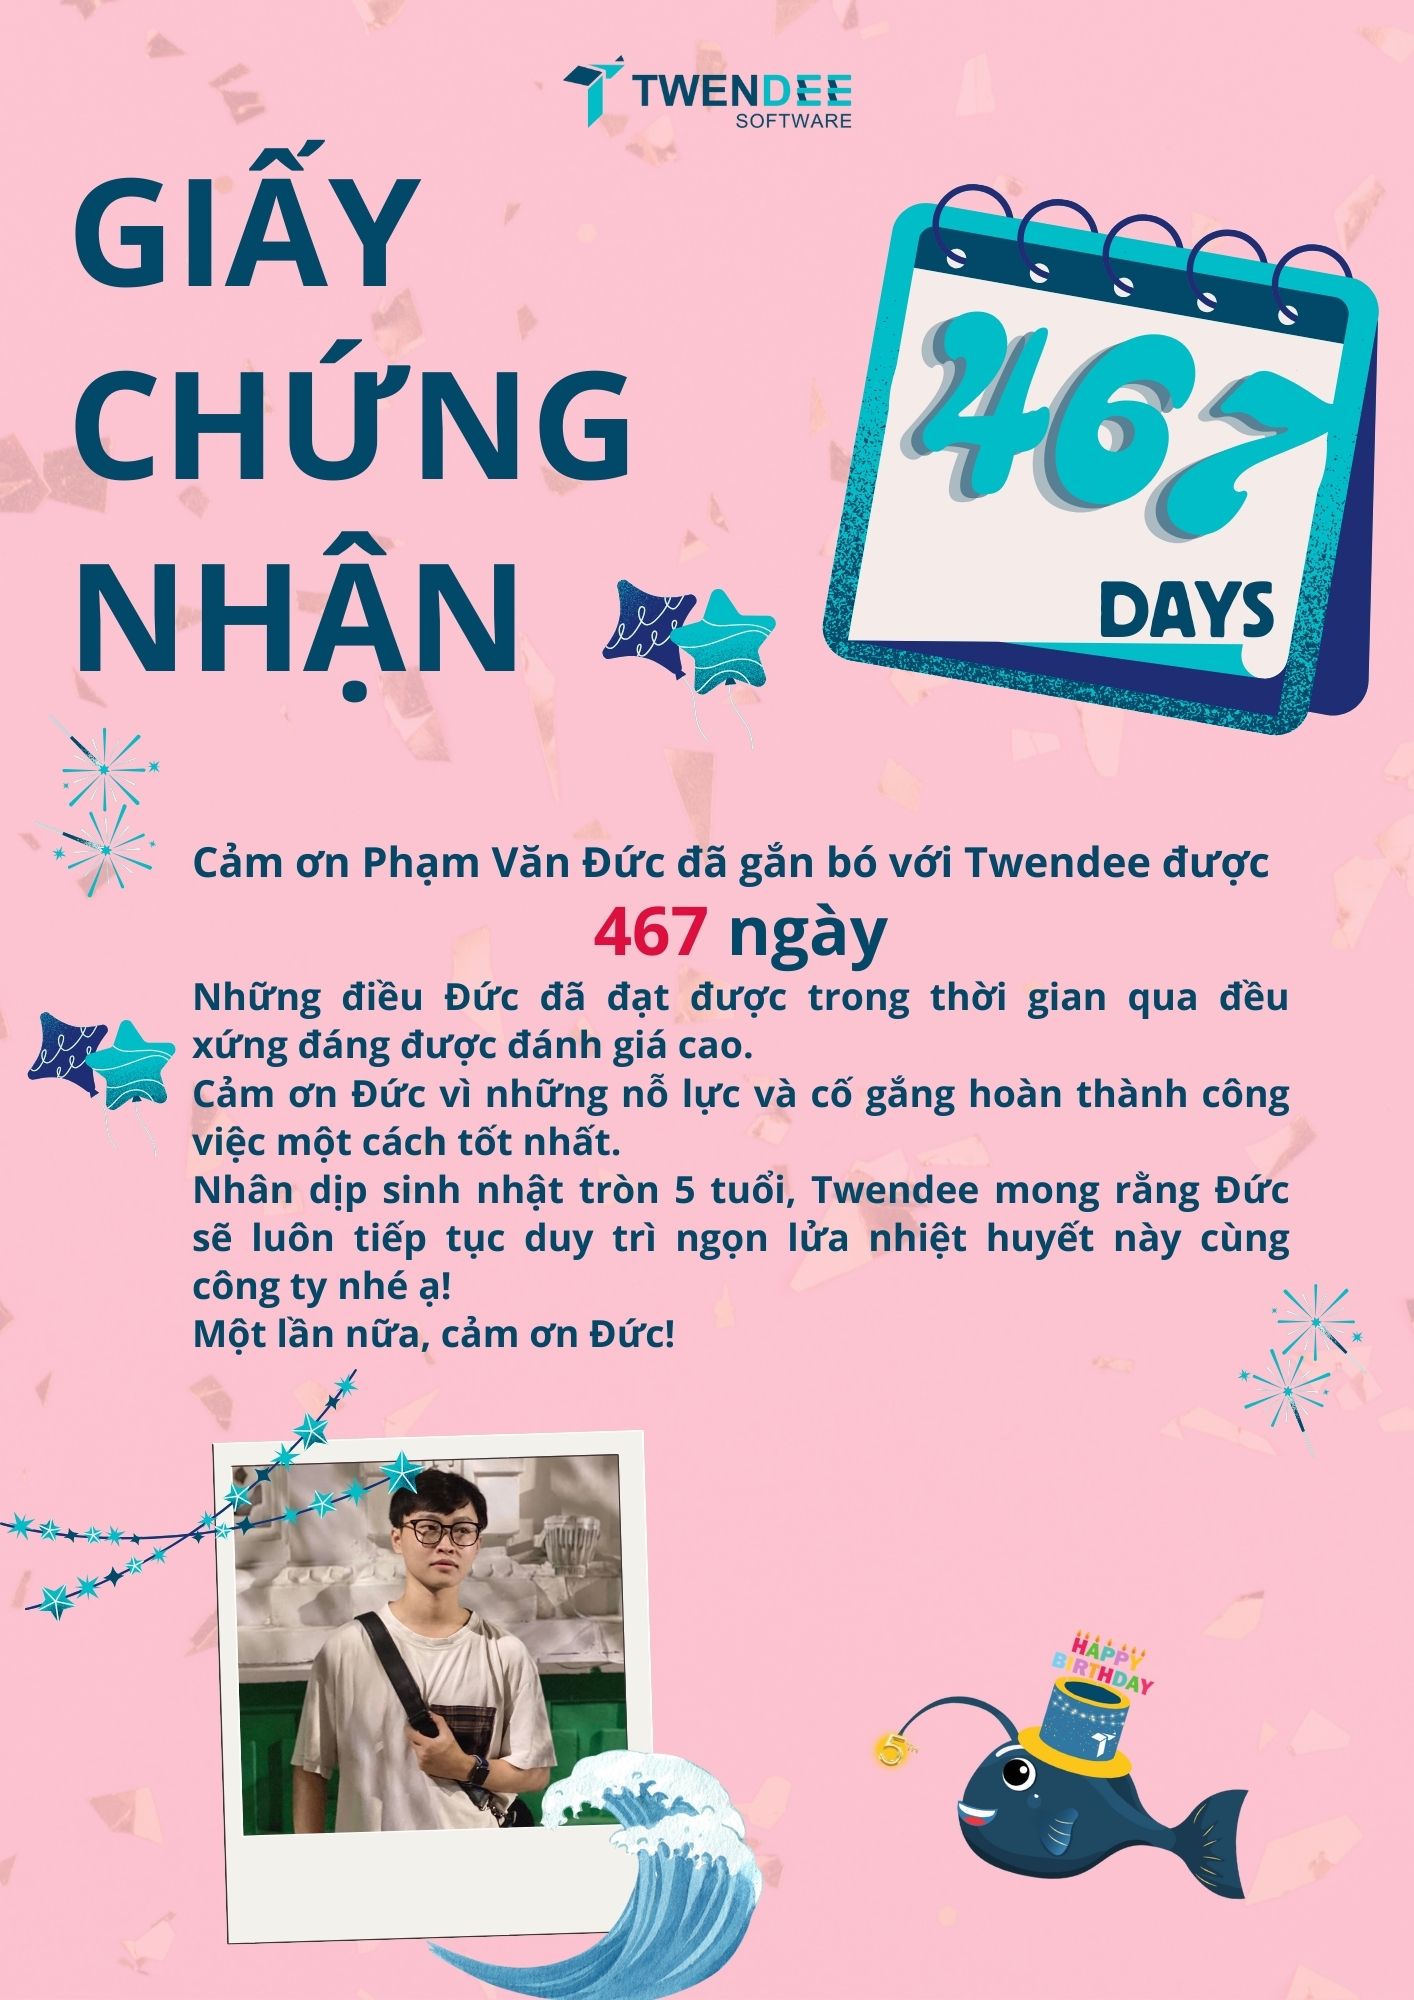 TWENDEE
SOFTWARE
GIẤY
CHỨNG
NHẬN
467
DAYS
Cảm ơn Phạm Văn Đức đã gắn bó với Twendee được
467 ngày
Những điều Đức đã đạt được trong thời gian qua đều
xứng đáng được đánh giá cao.
Cảm ơn Đức vì những nỗ lực và cố gắng hoàn thành công
việc một cách tốt nhất.
Nhân dịp sinh nhật tròn 5 tuổi, Twendee mong rằng Đức
sẽ luôn tiếp tục duy trì ngọn lửa nhiệt huyết này cùng
công ty nhé ạ!
Một lần nữa, cảm ơn Đức!
HAPPY
BIRTHDAY
5th